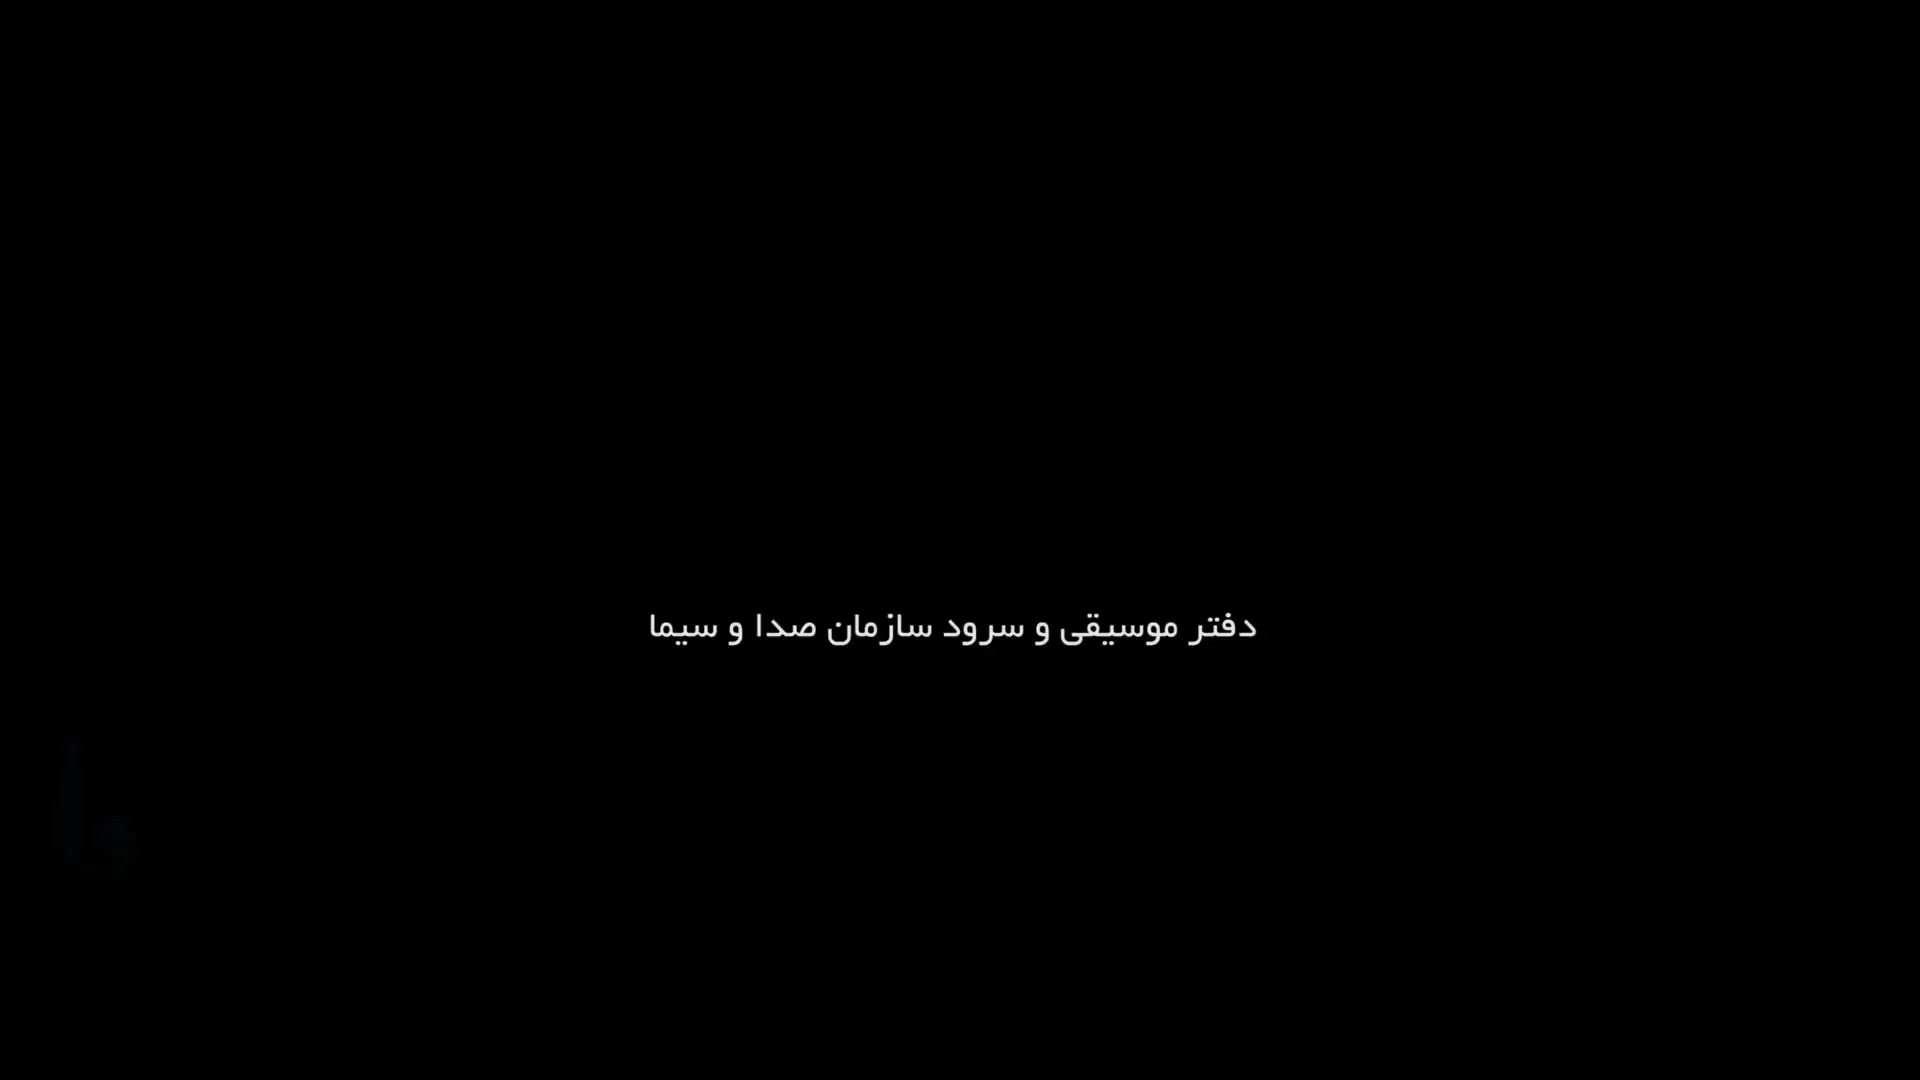 دفتر موسیقی و سرود سازمان صدا و سیما